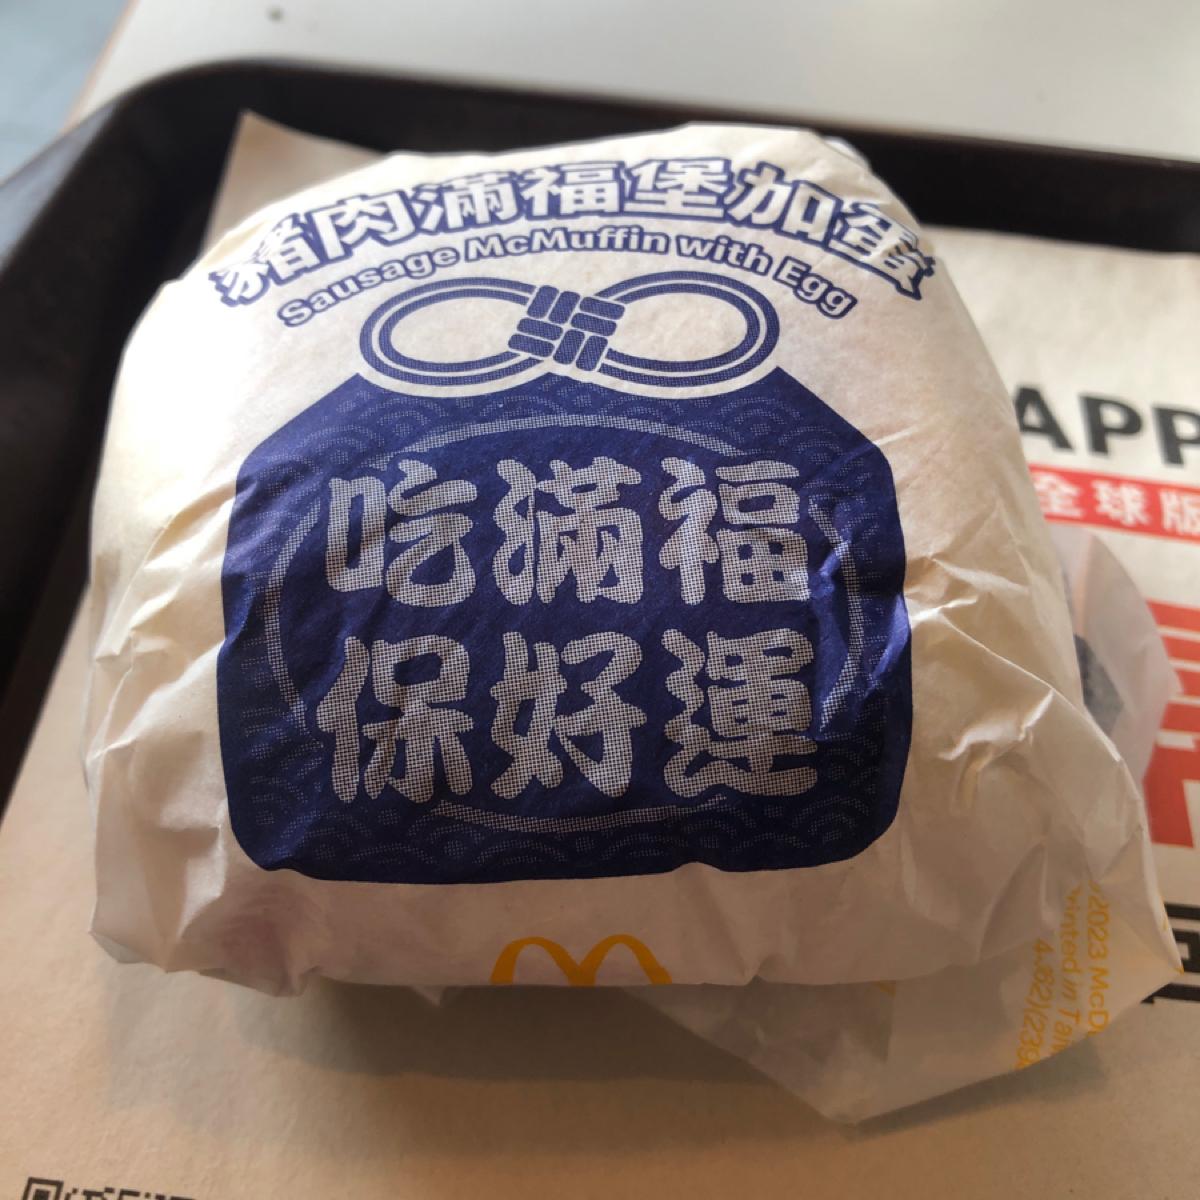 豬肉滿福堡加蛋
Sausage McMuffin with Egg
吃滿福
保好運
APP
全球版
2023 McD
Printed in Tai